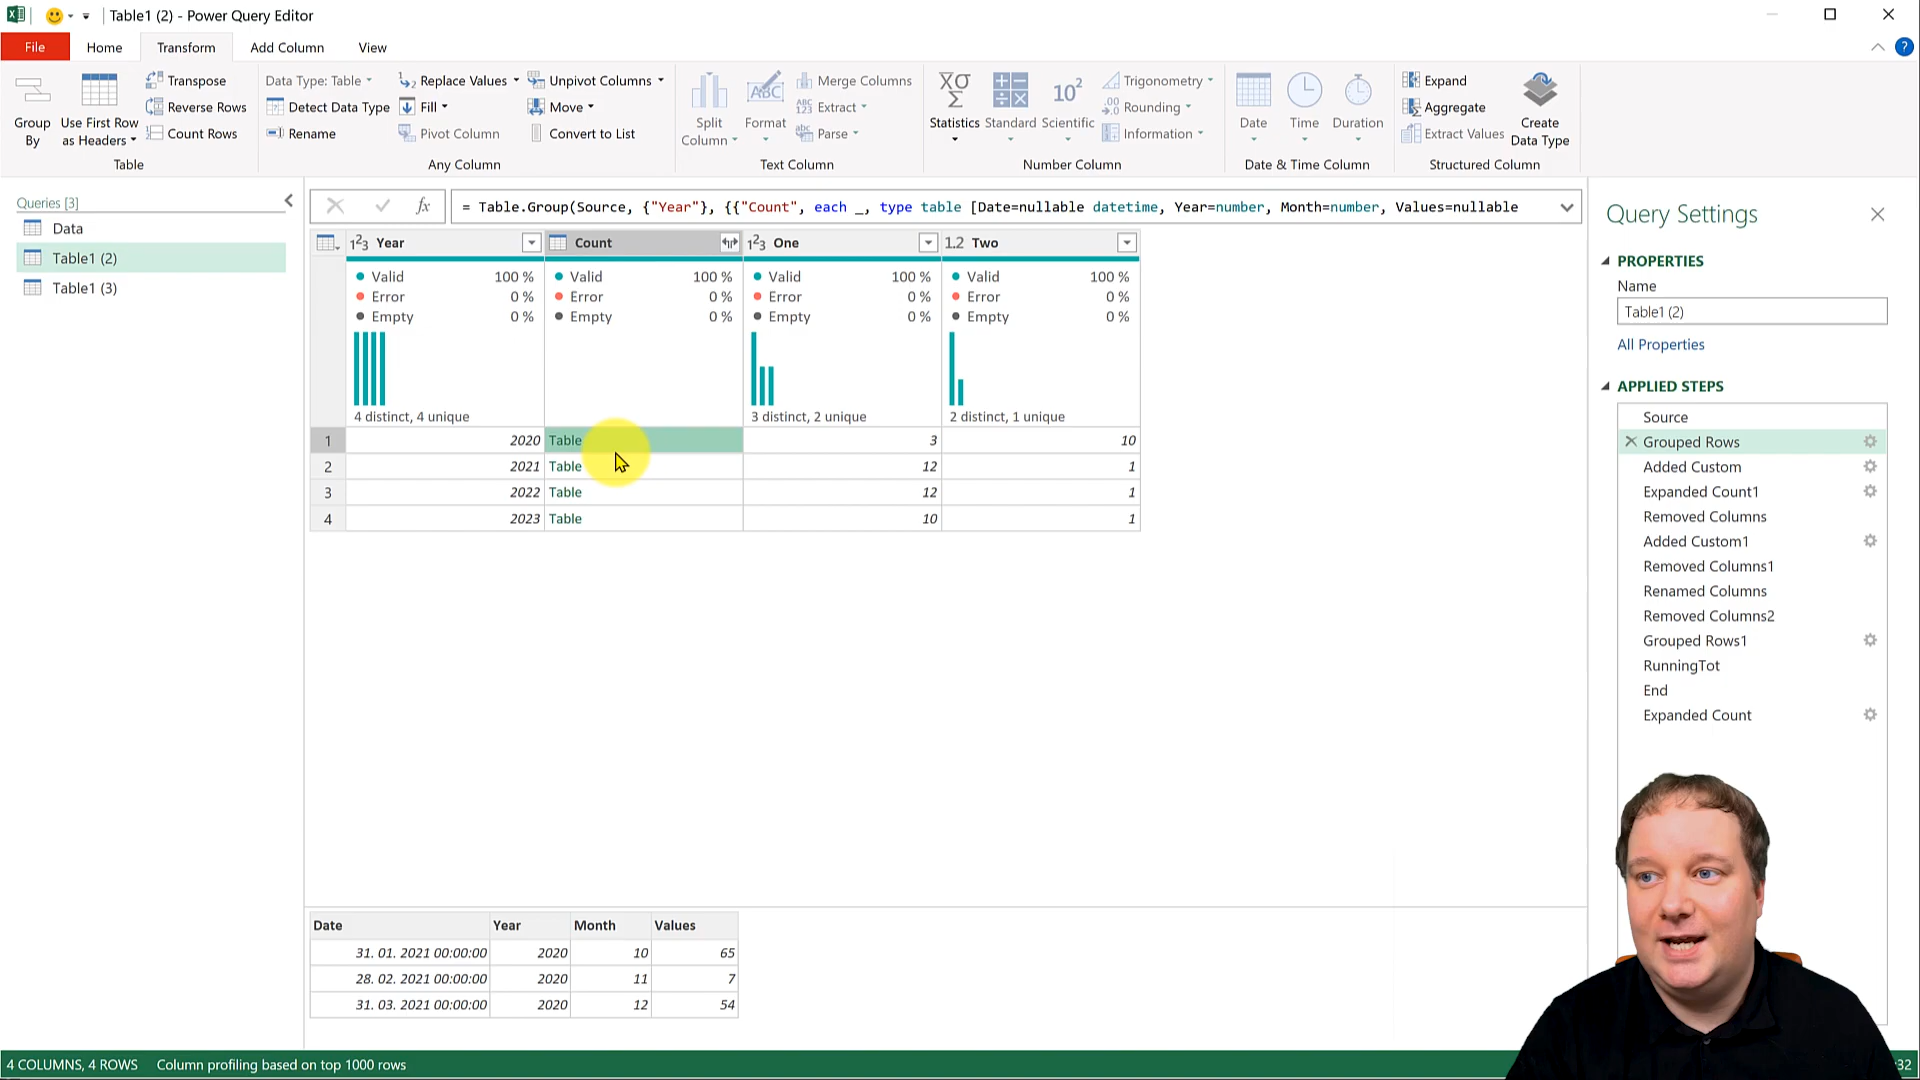 Table1 (2) - Power Query Editor
File Home Transform Add Column View
Group By
Use First Row as Headers
Transpose
Reverse Rows
Count Rows
Table
Data Type: Table
Detect Data Type
Rename
Replace Values
Fill
Pivot Column
Unpivot Columns
Move
Convert to List
Any Column
Split Column
ABC
Format
Merge Columns
ABC 123 Extract
abc Parse
Text Column
XΟ Σ
Statistics
Standard
10²
Scientific
Trigonometry
.00 Rounding
Information
Number Column
Date
Time
Duration
Date & Time Column
Expand
Aggregate
Extract Values
Create Data Type
Structured Column
Queries [3]
Data
Table1 (2)
Table1 (3)
fx = Table.Group(Source, {"Year"}, {{"Count", each _, type table [Date=nullable datetime, Year=number, Month=number, Values=nullable
1²3 Year Count 1²3 One 1.2 Two
Valid 100 % Valid 100 % Valid 100 % Valid 100 %
Error 0 % Error 0 % Error 0 % Error 0 %
Empty 0 % Empty 0 % Empty 0 % Empty 0 %
4 distinct, 4 unique 3 distinct, 2 unique 2 distinct, 1 unique
1 2020 Table 3 10
2 2021 Table 12 1
3 2022 Table 12 1
4 2023 Table 10 1
Date Year Month Values
31. 01. 2021 00:00:00 2020 10 65
28. 02. 2021 00:00:00 2020 11 7
31. 03. 2021 00:00:00 2020 12 54
Query Settings
PROPERTIES
Name
Table1 (2)
All Properties
APPLIED STEPS
Source
Grouped Rows
Added Custom
Expanded Count1
Removed Columns
Added Custom1
Removed Columns1
Renamed Columns
Removed Columns2
Grouped Rows1
RunningTot
End
Expanded Count
4 COLUMNS, 4 ROWS Column profiling based on top 1000 rows